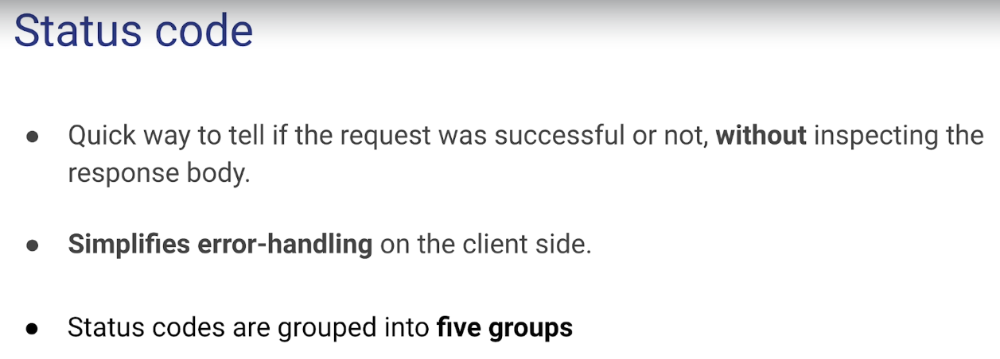 Status code
● Quick way to tell if the request was successful or not, without inspecting the
response body.
● Simplifies error-handling on the client side.
● Status codes are grouped into five groups